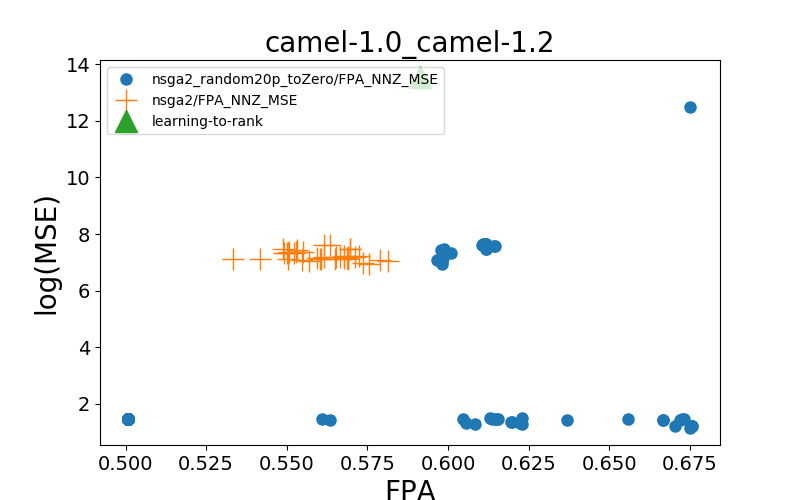 camel-1.0_camel-1.2
nsga2_random20p_toZero/FPA_NNZ_MSE
nsga2/FPA_NNZ_MSE
learning-to-rank
14
12
10
8
6
4
2
log(MSE)
0.500 0.525 0.550 0.575 0.600 0.625 0.650 0.675
FPA